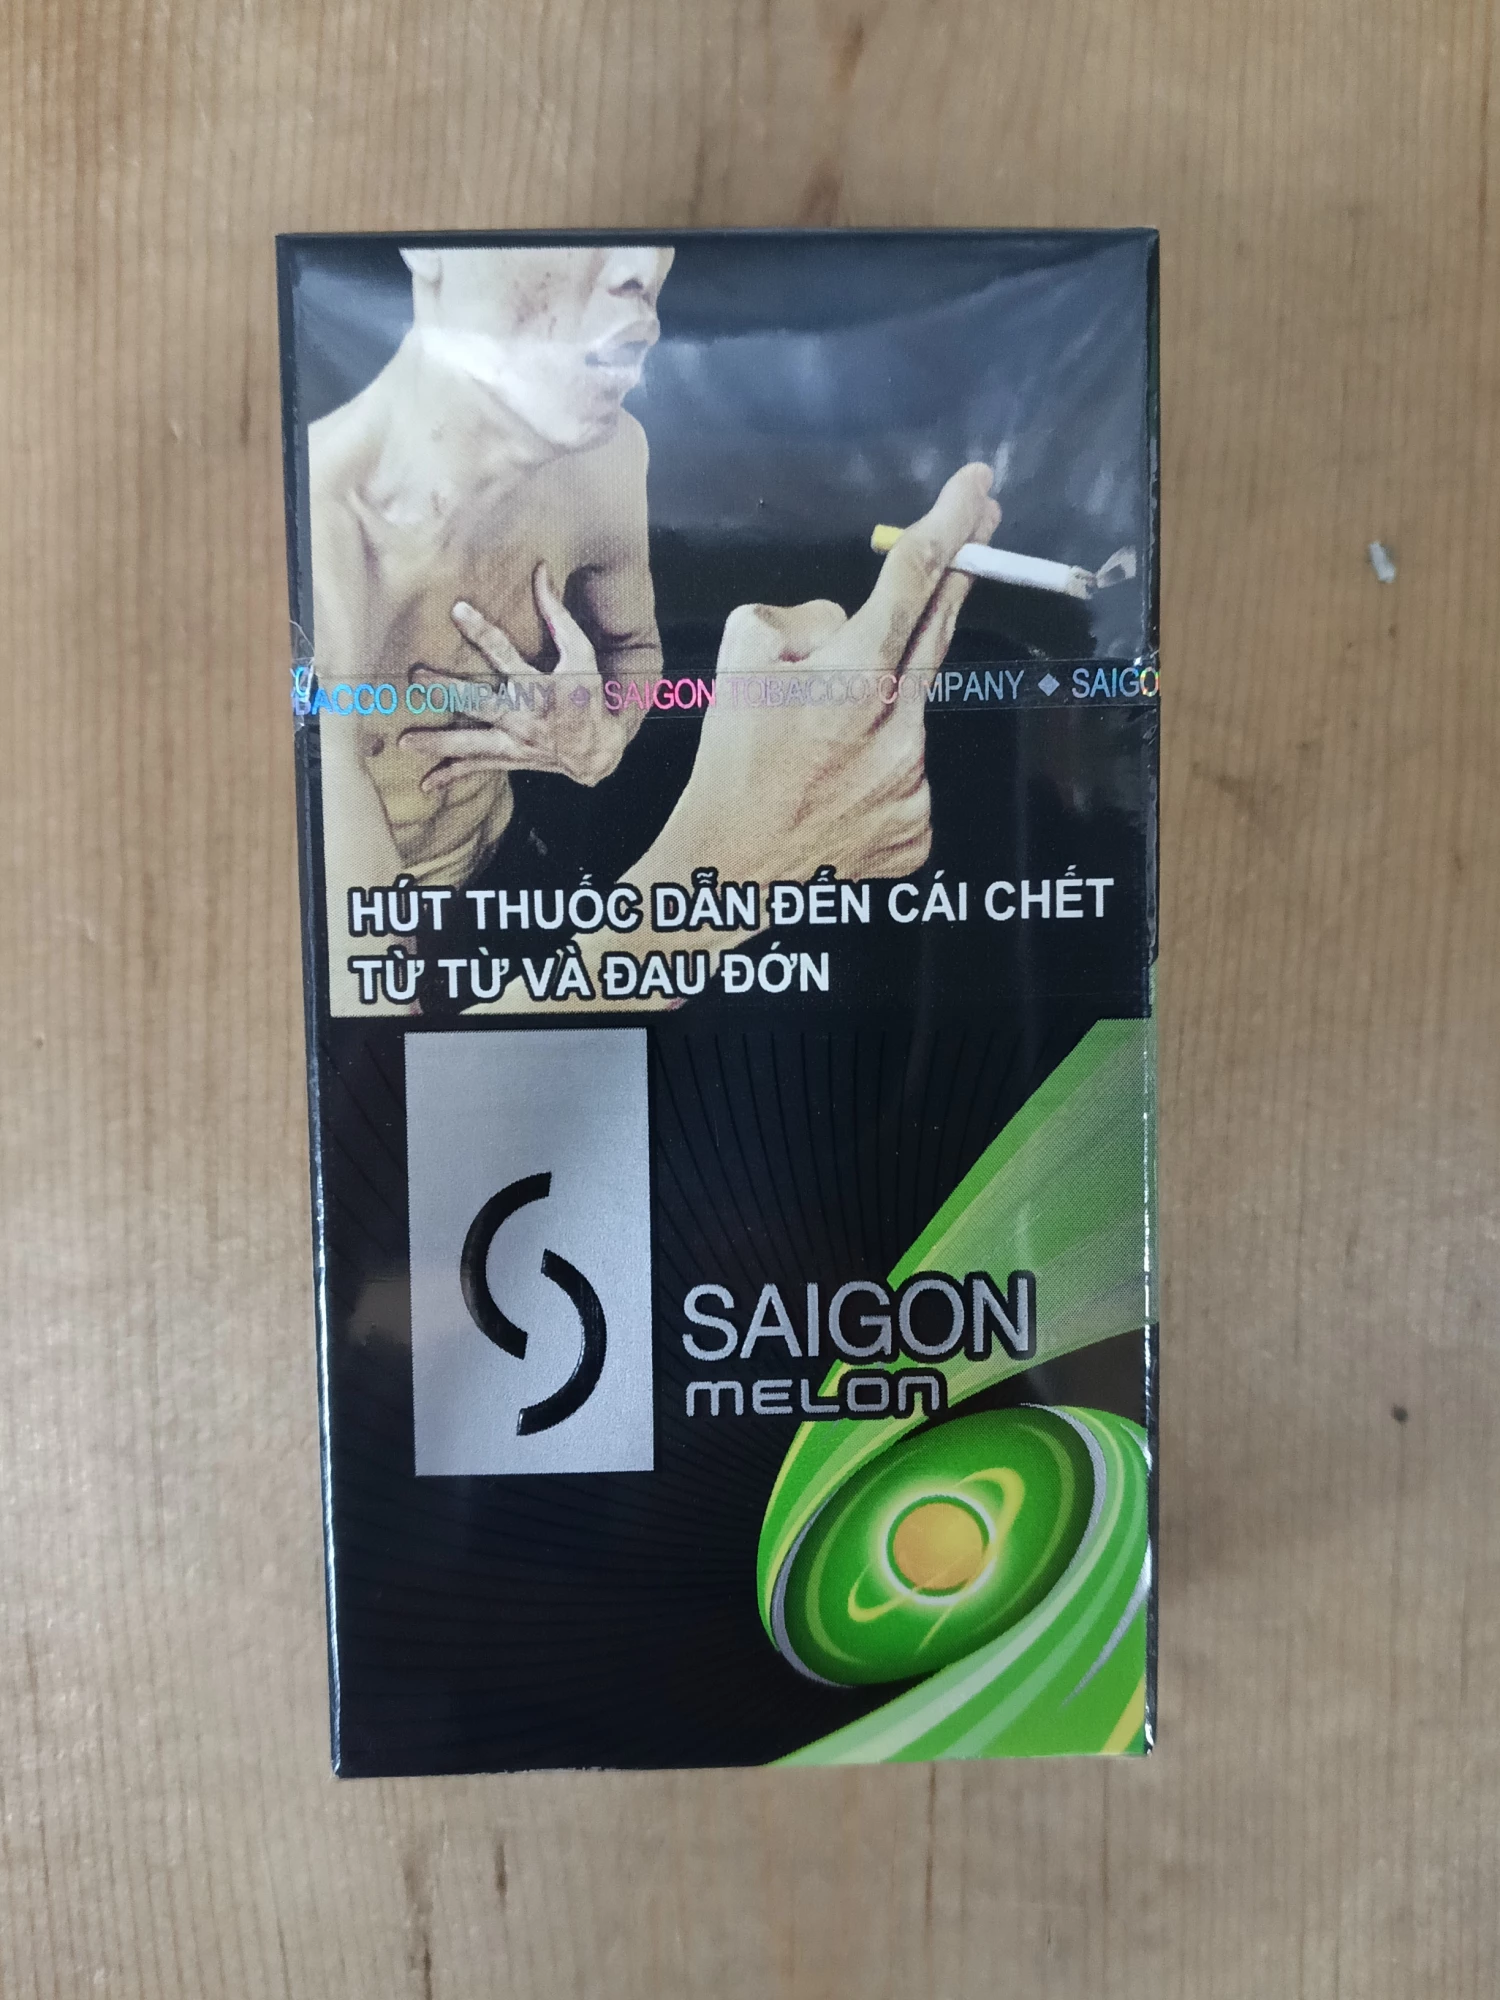 BACCO COMPANY ◆ SAIGON TOBACCO COMPANY ◆ SAIGO
HÚT THUỐC DẪN ĐẾN CÁI CHẾT
TỪ TỪ VÀ ĐAU ĐỚN
SAIGON
MELON